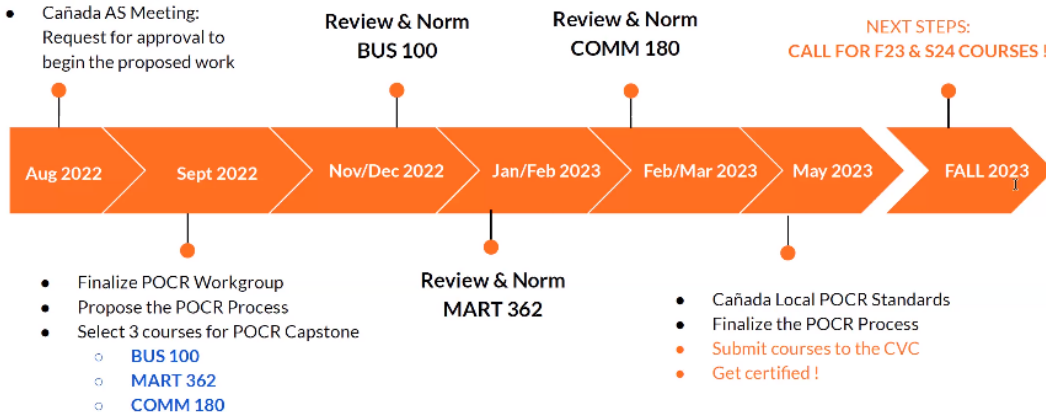 Cañada AS Meeting:
Request for approval to
begin the proposed work
Review & Norm
BUS 100
Review & Norm
COMM 180
NEXT STEPS:
CALL FOR F23 & S24 COURSES !
Aug 2022
Sept 2022
Nov/Dec 2022
Jan/Feb 2023
Feb/Mar 2023
May 2023
FALL 2023
Finalize POCR Workgroup
Propose the POCR Process
Select 3 courses for POCR Capstone
BUS 100
MART 362
COMM 180
Review & Norm
MART 362
Cañada Local POCR Standards
Finalize the POCR Process
Submit courses to the CVC
Get certified !